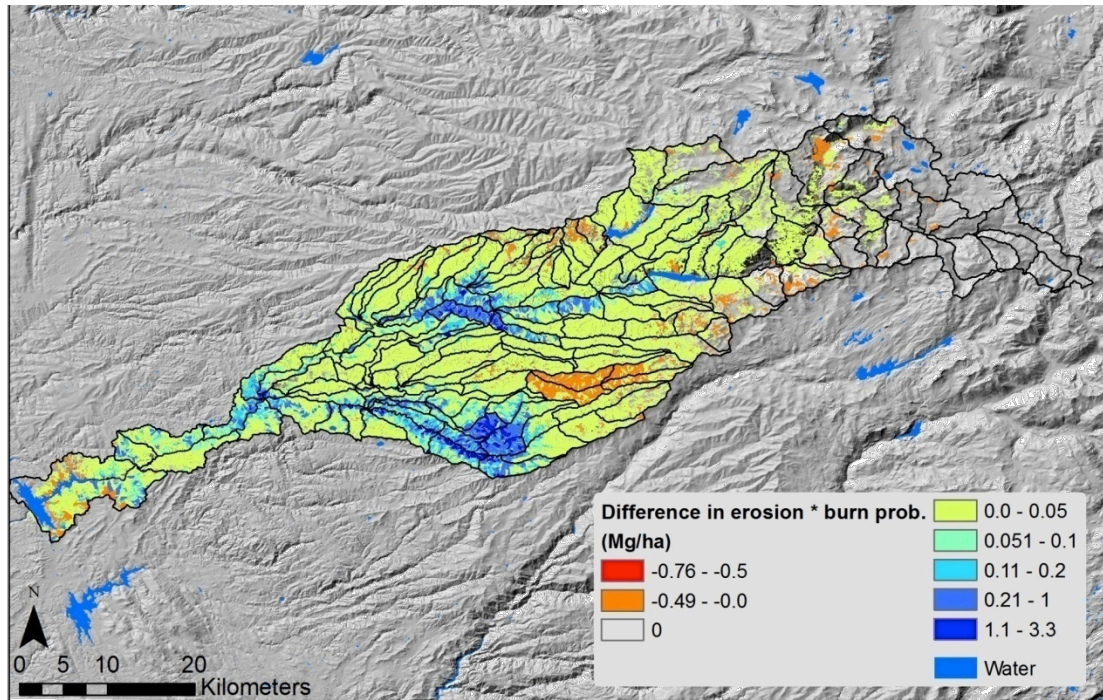 Difference in erosion * burn prob.
(Mg/ha)
-0.76 - -0.5
-0.49 - -0.0
0
0.0 - 0.05
0.051 - 0.1
0.11 - 0.2
0.21 - 1
1.1 - 3.3
Water
N
0 5 10 20
Kilometers